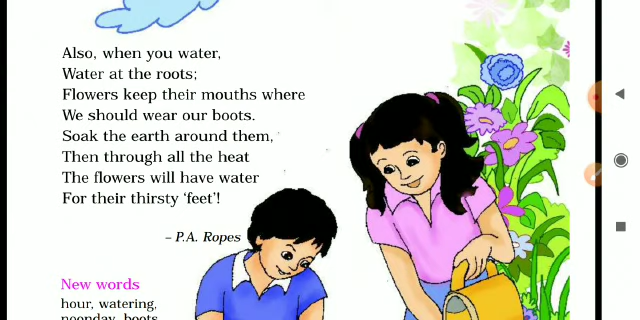 Also, when you water,
Water at the roots;
Flowers keep their mouths where
We should wear our boots.
Soak the earth around them,
Then through all the heat
The flowers will have water
For their thirsty ‘feet’!
– P.A. Ropes
New words
hour, watering,
noonday, boots